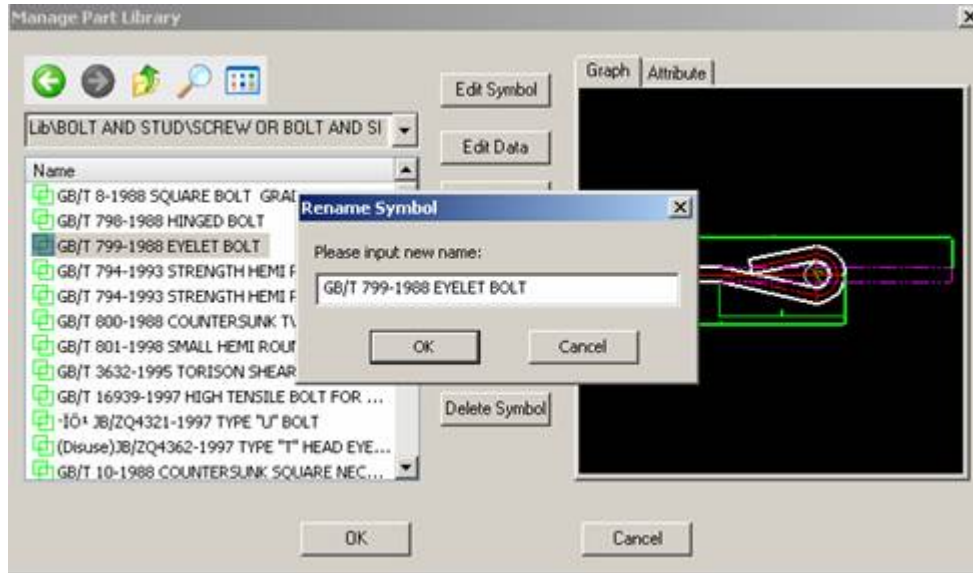 Manage Part Library
Lib\BOLT AND STUD\SCREW OR BOLT AND SI
Edit Symbol
Edit Data
Graph
Attribute
Name
GB/T 8-1988 SQUARE BOLT GRAD
GB/T 798-1988 HINGED BOLT
GB/T 799-1988 EYELET BOLT
GB/T 794-1993 STRENGTH HEMI
GB/T 794-1993 STRENGTH HEMI
GB/T 800-1988 COUNTERSUNK
GB/T 801-1998 SMALL HEMI
GB/T 3632-1995 TORISON SHEAR
GB/T 16939-1997 HIGH TENSILE BOLT FOR ...
JB/ZQ4321-1997 TYPE "U" BOLT
(Disuse)JB/ZQ4362-1997 TYPE "T" HEAD EYE...
GB/T 10-1988 COUNTERSUNK SQUARE NEC...
Rename Symbol
Please input new name:
GB/T 799-1988 EYELET BOLT
OK
Cancel
Delete Symbol
OK
Cancel